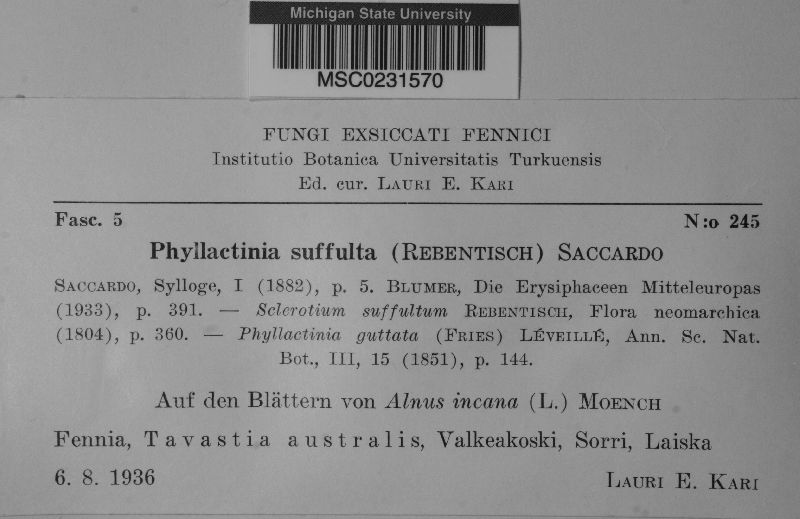 Michigan State University
MSC0231570
FUNGI EXSICCATI FENNICI
Institutio Botanica Universitatis Turkuensis
Ed. cur. LAURI E. KARI
Fasc. 5 N:o 245
Phyllactinia suffulta (REBENTISCH) SACCARDO
SACCARDO, Sylloge, I (1882), p. 5. BLUMER, Die Erysiphaceen Mitteleuropas
(1933), p. 391. — Sclerotium suffultum REBENTISCH, Flora neomarchica
(1804), p. 360. — Phyllactinia guttata (FRIES) LÉVEILLÉ, Ann. Sc. Nat.
Bot., III, 15 (1851), p. 144.
Auf den Blättern von Alnus incana (L.) MOENCH
Fennia, Tavastia australis, Valkeakoski, Sorri, Laiska
6. 8. 1936 LAURI E. KARI